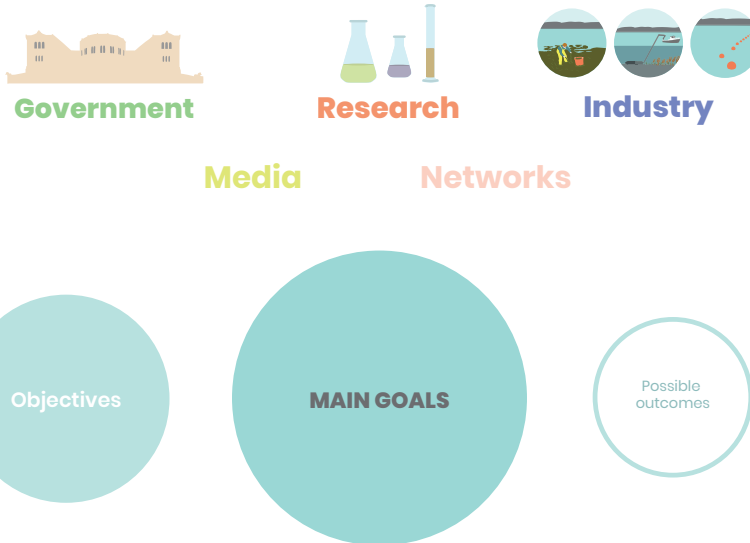 Government
Research
Industry
Media
Networks
Objectives
MAIN GOALS
Possible
outcomes